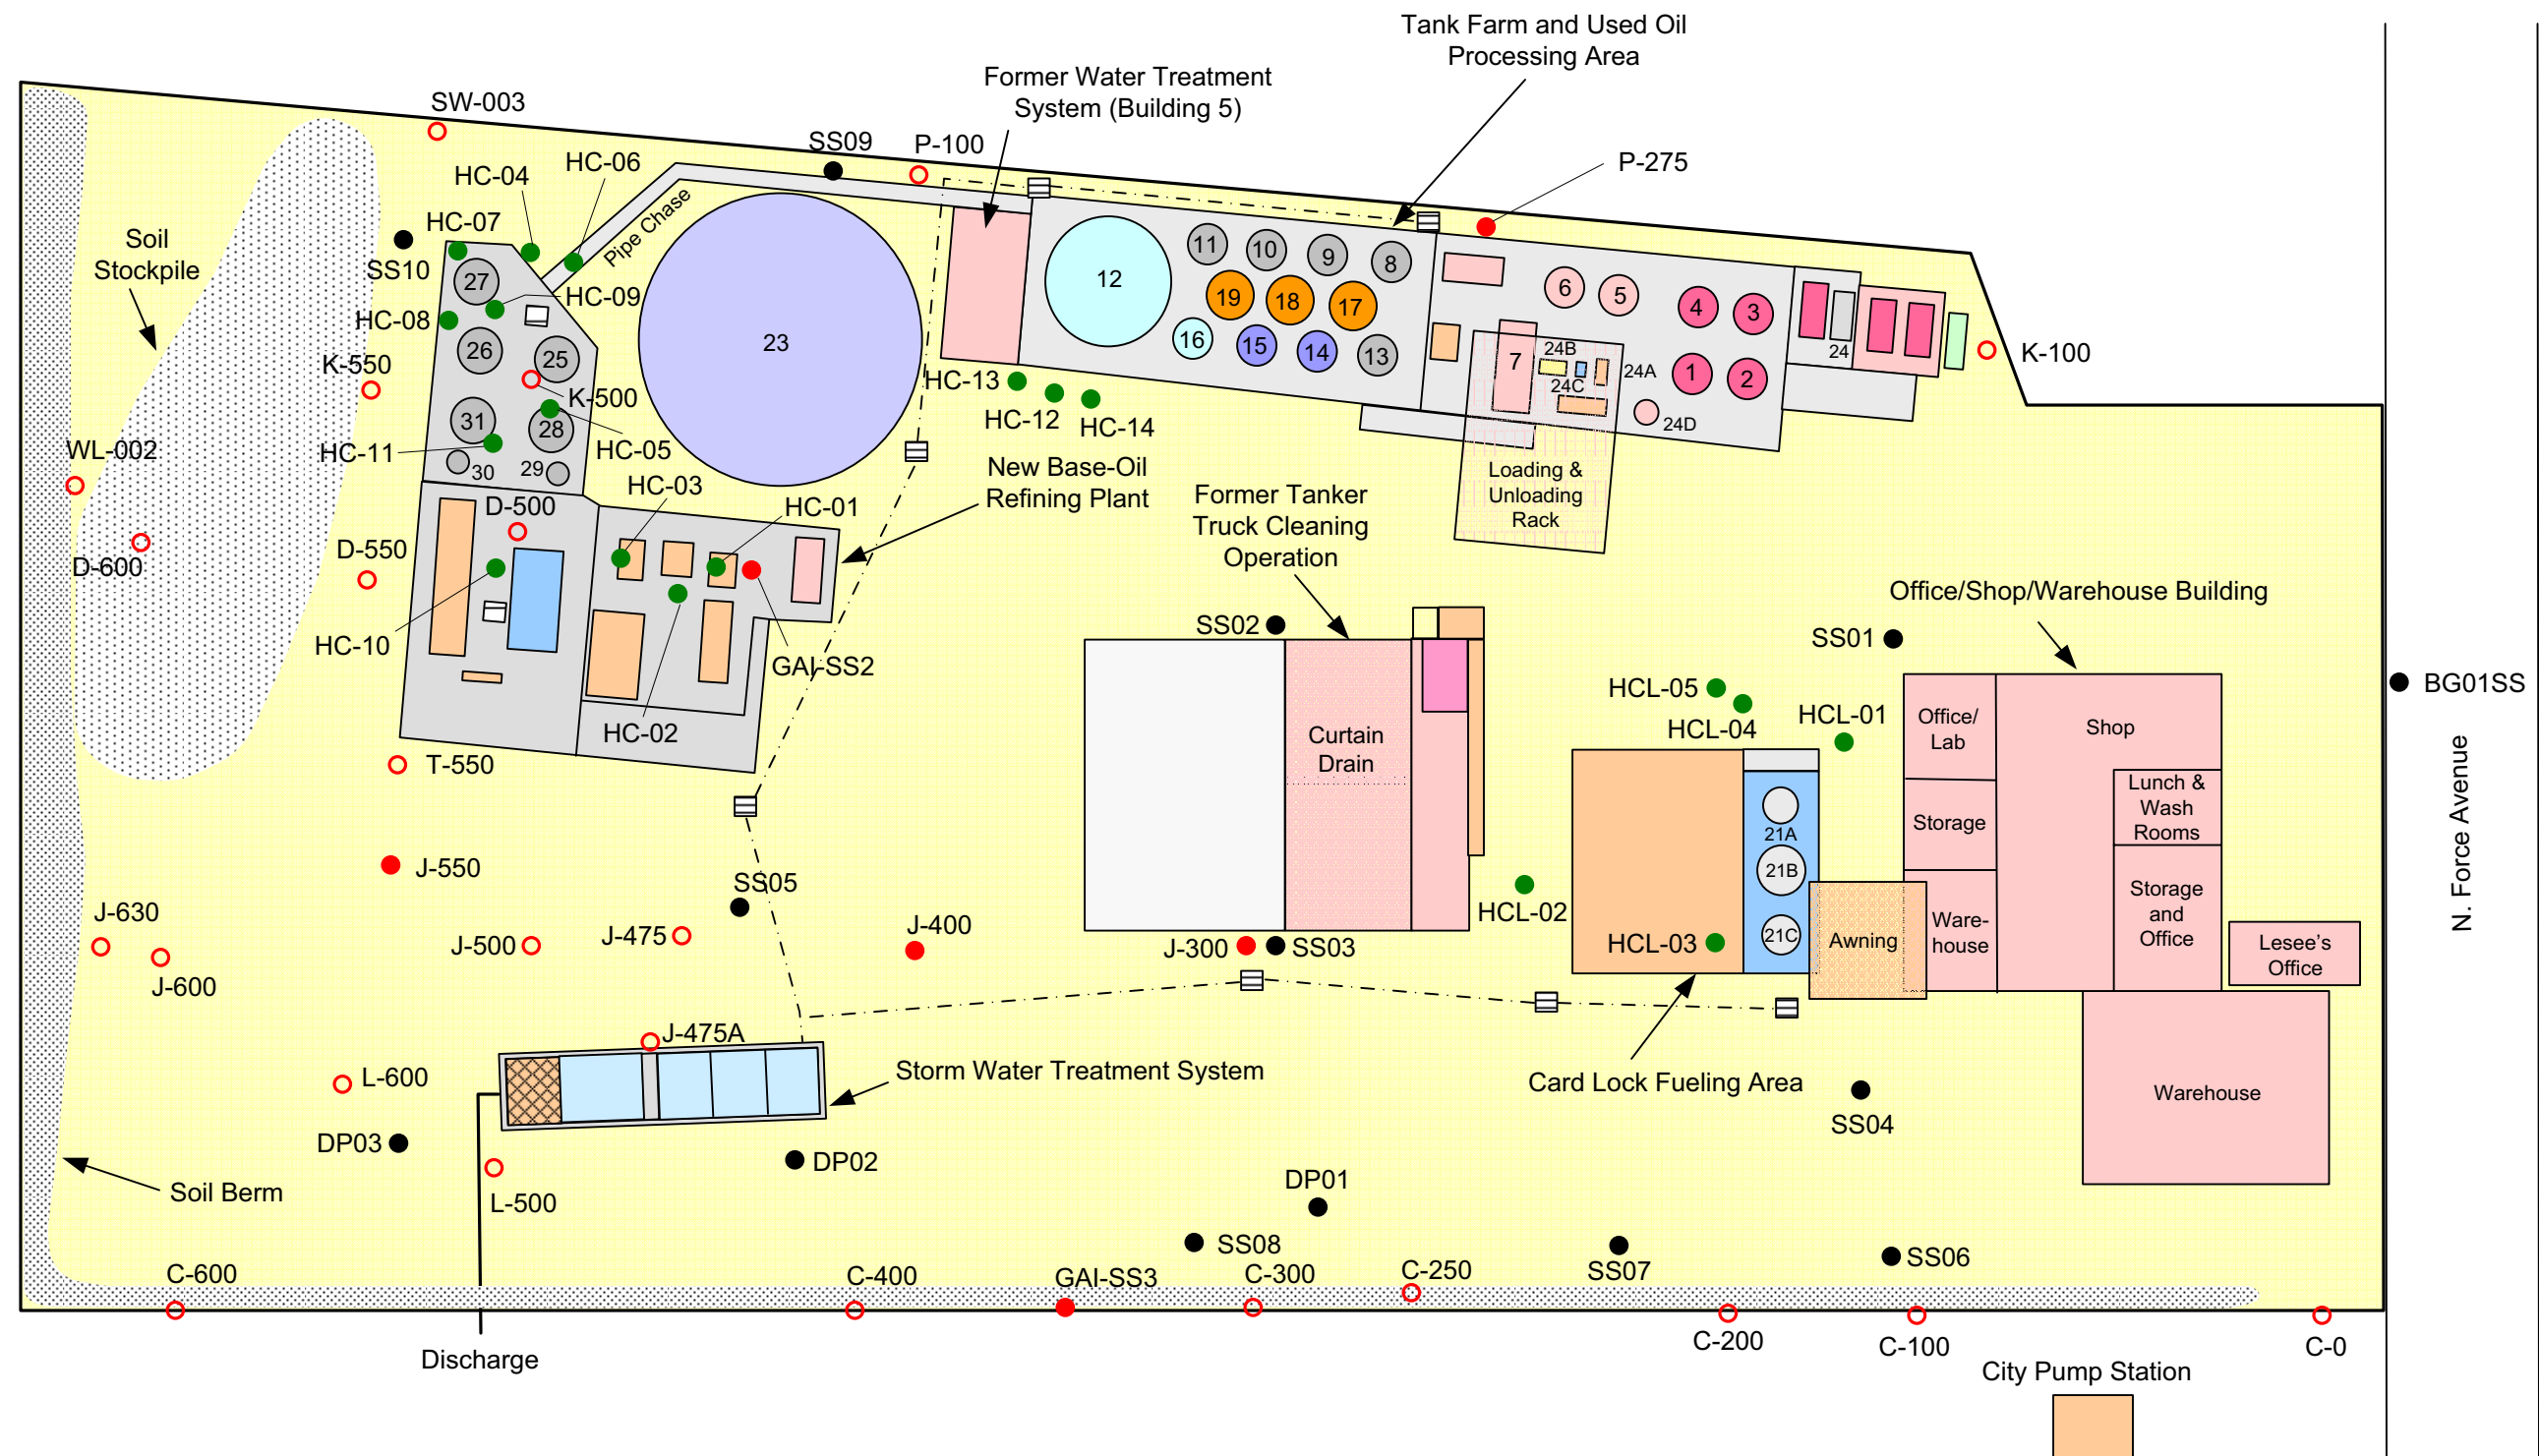 Tank Farm and Used Oil
Processing Area
Former Water Treatment
System (Building 5)
SW-003
SS09
P-100
HC-06
HC-04
P-275
HC-07
Pipe Chase
Soil
Stockpile
SS10
27
HC-09
HC-08
26
25
K-550
K-500
31
28
HC-05
HC-11
WL-002
30
29
23
12
11
10
9
8
19
18
17
16
15
14
13
6
5
4
3
7
24B
24C
24A
24D
1
2
24
K-100
HC-13
HC-12
HC-14
New Base-Oil
Refining Plant
HC-03
HC-01
D-500
D-550
D-600
HC-10
GAI-SS2
HC-02
T-550
Loading &
Unloading
Rack
Former Tanker
Truck Cleaning
Operation
SS02
Curtain
Drain
Office/Shop/Warehouse Building
SS01
HCL-05
HCL-04
HCL-01
Office/
Lab
Shop
Storage
Lunch &
Wash
Rooms
Ware-
house
Storage
and
Office
Lesee's
Office
Warehouse
BG01SS
N. Force Avenue
21A
21B
21C
Awning
HCL-02
HCL-03
J-550
SS05
J-630
J-600
J-500
J-475
J-400
J-300
SS03
J-475A
L-600
Storm Water Treatment System
Card Lock Fueling Area
SS04
DP03
DP02
L-500
Soil Berm
DP01
SS08
SS07
SS06
C-600
C-400
GAI-SS3
C-300
C-250
C-200
C-100
C-0
Discharge
City Pump Station